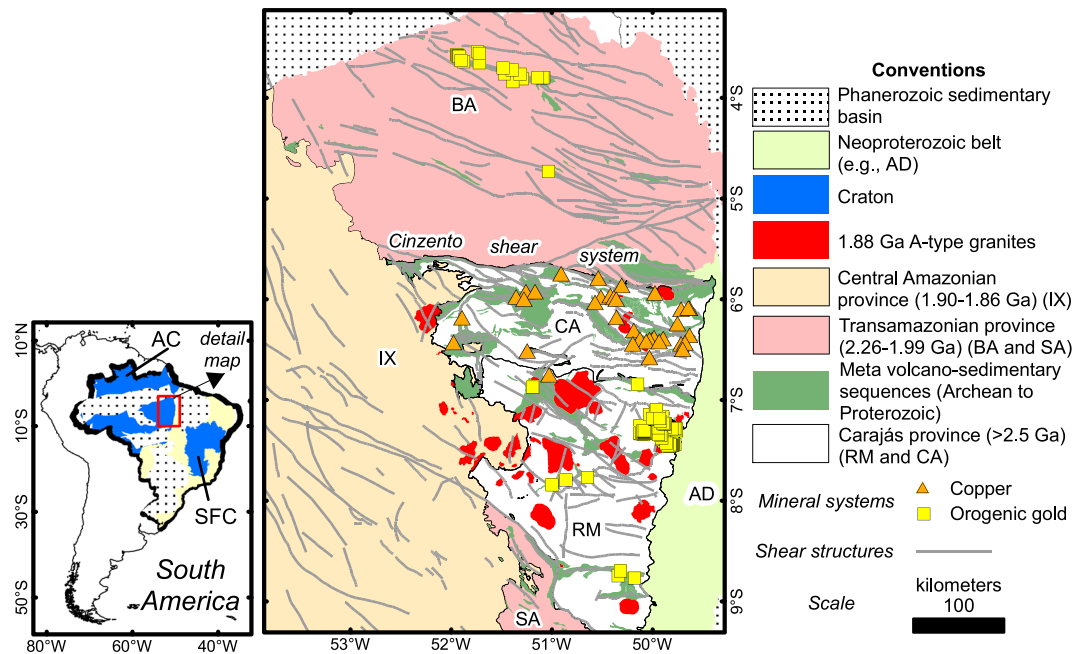 Conventions
Phanerozoic sedimentary
basin
Neoproterozoic belt
(e.g., AD)
Craton
1.88 Ga A-type granites
Central Amazonian
province (1.90-1.86 Ga) (IX)
Transamazonian province
(2.26-1.99 Ga) (BA and SA)
Meta volcano-sedimentary
sequences (Archean to
Proterozoic)
Carajás province (>2.5 Ga)
(RM and CA)
Mineral systems
Copper
Orogenic gold
Shear structures
Scale
kilometers
100
BA
Cinzento shear system
CA
IX
AD
RM
SA
4°S
5°S
6°S
7°S
8°S
9°S
53°W
52°W
51°W
50°W
AC
detail
map
SFC
South
America
10°N
10°S
30°S
50°S
80°W
60°W
40°W